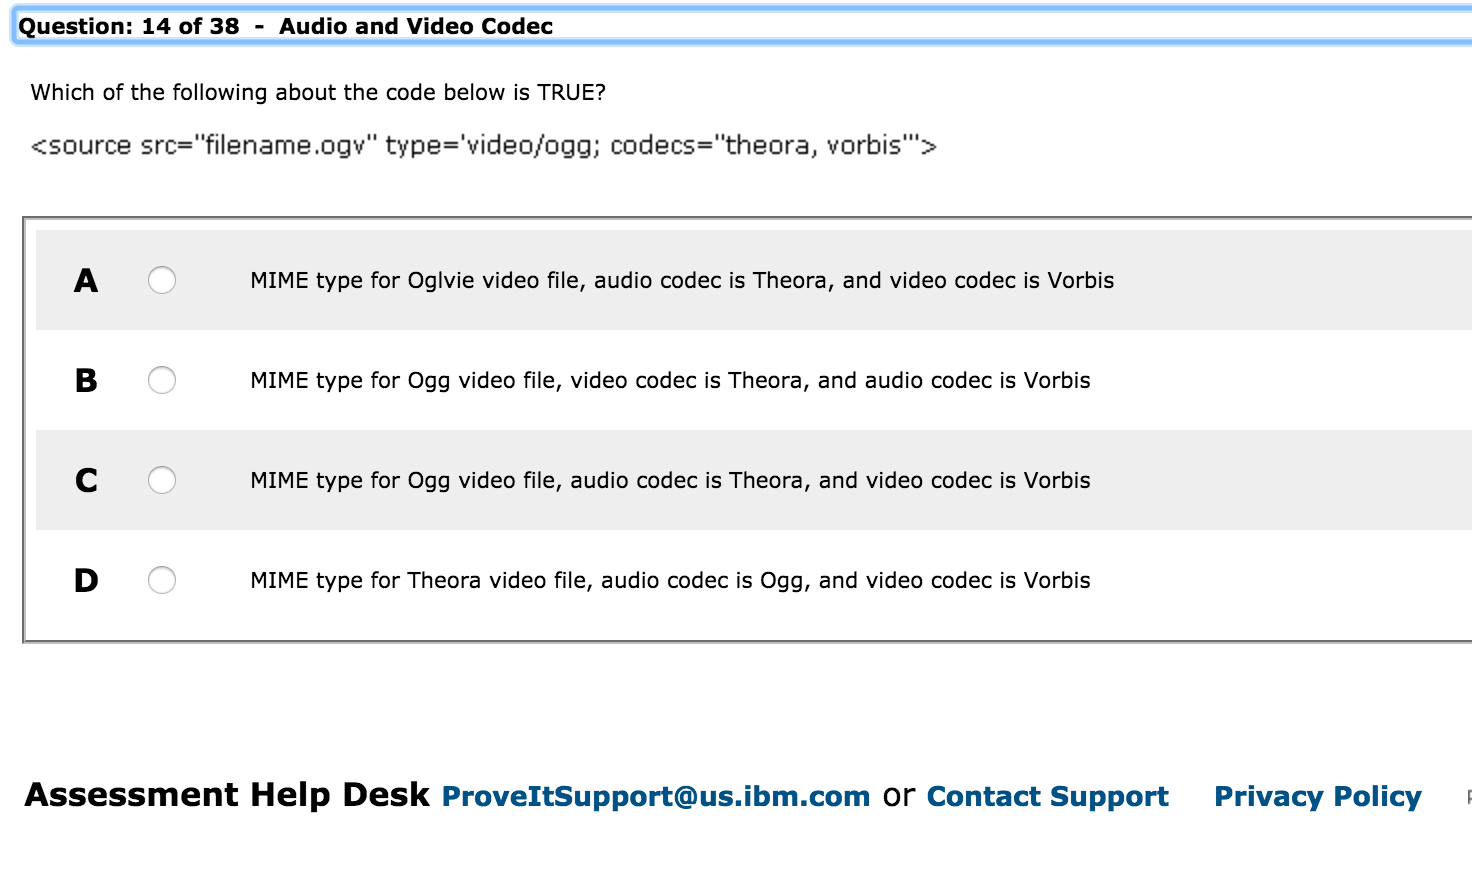 Question: 14 of 38 - Audio and Video Codec
Which of the following about the code below is TRUE?
<source src="filename.ogv" type='video/ogg; codecs="theora, vorbis"'>
A MIME type for Oglvie video file, audio codec is Theora, and video codec is Vorbis
B MIME type for Ogg video file, video codec is Theora, and audio codec is Vorbis
C MIME type for Ogg video file, audio codec is Theora, and video codec is Vorbis
D MIME type for Theora video file, audio codec is Ogg, and video codec is Vorbis
Assessment Help Desk ProveItSupport@us.ibm.com or Contact Support Privacy Policy